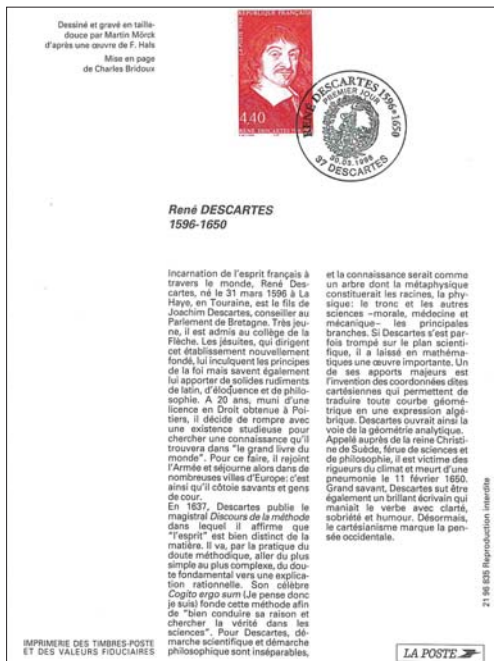 Dessiné et gravé en taille-
douce par Martin Mörck
d'après une œuvre de F. Hals
Mise en page
de Charles Bridoux
RÉPUBLIQUE FRANÇAISE
4,40
RENÉ DESCARTES
RENÉ DESCARTES 1596-1650
PREMIER JOUR
30.03.1996
37 DESCARTES
René DESCARTES
1596-1650
Incarnation de l'esprit français à
travers le monde, René Des-
cartes, né le 31 mars 1596 à La
Haye, en Touraine, est le fils de
Joachim Descartes, conseiller au
Parlement de Bretagne. Très jeu-
ne, il est admis au collège de la
Flèche. Les jésuites, qui dirigent
cet établissement nouvellement
fondé, lui inculquent les principes
de la foi mais savent également
lui apporter de solides rudiments
de latin, d'éloquence et de philo-
sophie. A 20 ans, muni d'une
licence en Droit obtenue à Poi-
tiers, il décide de rompre avec
une existence studieuse pour
chercher une connaissance qu'il
trouvera dans "le grand livre du
monde". Pour ce faire, il rejoint
l'Armée et séjourne alors dans de
nombreuses villes d'Europe: c'est
ainsi qu'il côtoie savants et gens
de cour.
En 1637, Descartes publie le
magistral Discours de la méthode
dans lequel il affirme que
"l'esprit" est bien distinct de la
matière. Il va, par la pratique du
doute méthodique, aller du plus
simple au plus complexe, du dou-
te fondamental vers une explica-
tion rationnelle. Son célèbre
Cogito ergo sum (Je pense donc
je suis) fonde cette méthode afin
de "bien conduire sa raison et
chercher la vérité dans les
sciences". Pour Descartes, dé-
marche scientifique et démarche
philosophique sont inséparables,
et la connaissance serait comme
un arbre dont la métaphysique
constituerait les racines, la phy-
sique: le tronc et les autres
sciences –morale, médecine et
mécanique– les principales
branches. Si Descartes s'est par-
fois trompé sur le plan scienti-
fique, il a laissé en mathéma-
tiques une œuvre importante. Un
de ses apports majeurs est
l'invention des coordonnées dites
cartésiennes qui permettent de
traduire toute courbe géomé-
trique en une expression algé-
brique. Descartes ouvrait ainsi la
voie de la géométrie analytique.
Appelé auprès de la reine Christi-
ne de Suède, férue de sciences et
de philosophie, il est victime des
rigueurs du climat et meurt d'une
pneumonie le 11 février 1650.
Grand savant, Descartes sut être
également un brillant écrivain qui
maniait le verbe avec clarté,
sobriété et humour. Désormais,
le cartésianisme marque la pen-
sée occidentale.
21 96 835 Reproduction interdite
IMPRIMERIE DES TIMBRES-POSTE
ET DES VALEURS FIDUCIAIRES
LA POSTE